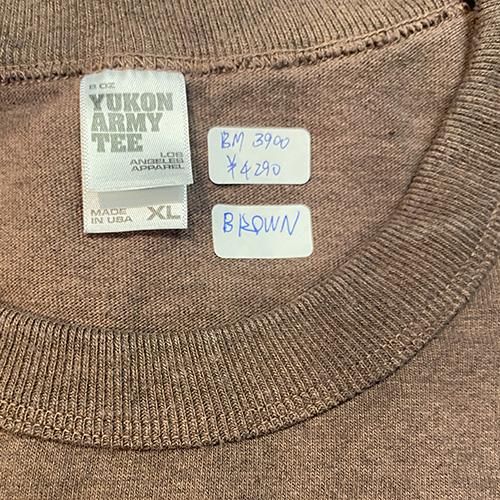 8 OZ
YUKON
ARMY
TEE
LOS
ANGELES
APPAREL
MADE
IN USA
XL
BM 3900
¥4290
BROWN